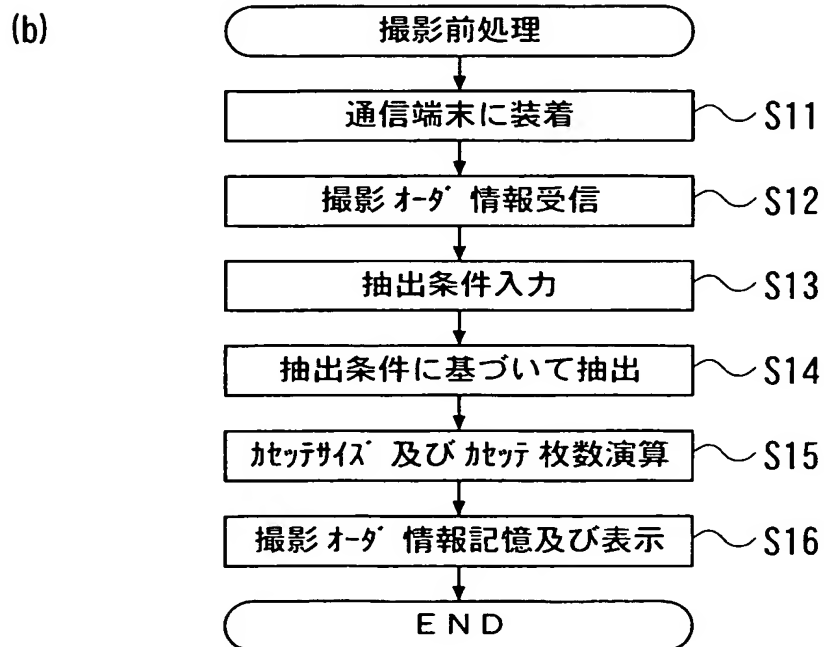 (b)
撮影前処理
通信端末に装着 S11
撮影ｵｰﾀﾞ情報受信 S12
抽出条件入力 S13
抽出条件に基づいて抽出 S14
ｶｾｯﾃｻｲｽﾞ及びｶｾｯﾃ枚数演算 S15
撮影ｵｰﾀﾞ情報記憶及び表示 S16
END